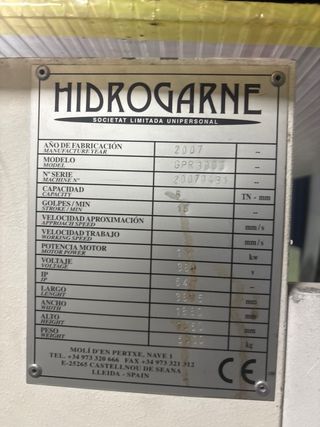 HIDROGARNE
SOCIETAT LIMITADA UNIPERSONAL
AÑO DE FABRICACIÓN
MANUFACTURE YEAR
2007 –
MODELO
MODEL
–
Nº SERIE
MACHINE Nº
–
CAPACIDAD
CAPACITY
TN - mm
GOLPES / MIN
STROKE / MIN
15 –
VELOCIDAD APROXIMACIÓN
APPROACH SPEED
mm/s
VELOCIDAD TRABAJO
WORKING SPEED
mm/s
POTENCIA MOTOR
MOTOR POWER
kw
VOLTAJE
VOLTAGE
v
IP
IP
–
LARGO
LENGHT
mm
ANCHO
WIDTH
mm
ALTO
HEIGHT
mm
PESO
WEIGHT
kg
MOLÍ D'EN PERTXE, NAVE 1
TEL. +34 973 320 666 FAX +34 973 321 312
E-25265 CASTELLNOU DE SEANA
LLEIDA - SPAIN
CE